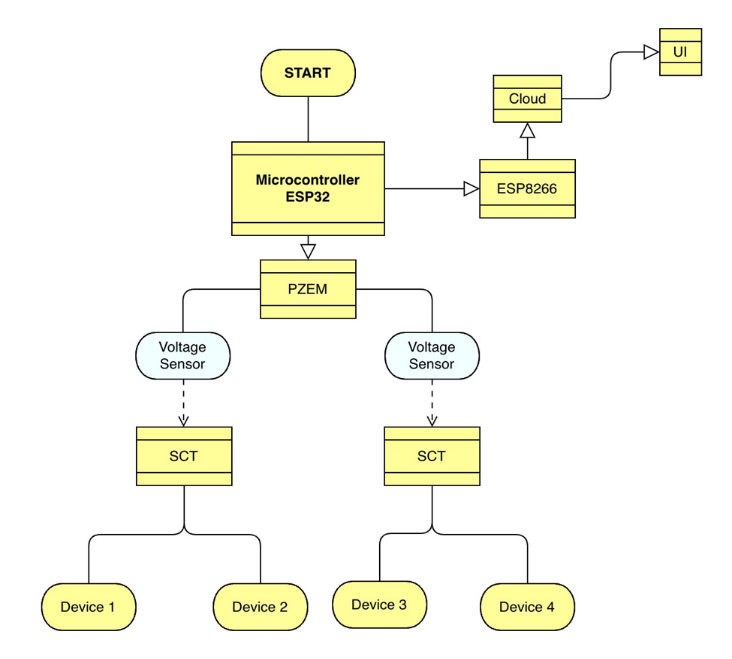 START
UI
Cloud
Microcontroller
ESP32
ESP8266
PZEM
Voltage
Sensor
Voltage
Sensor
SCT
SCT
Device 1
Device 2
Device 3
Device 4